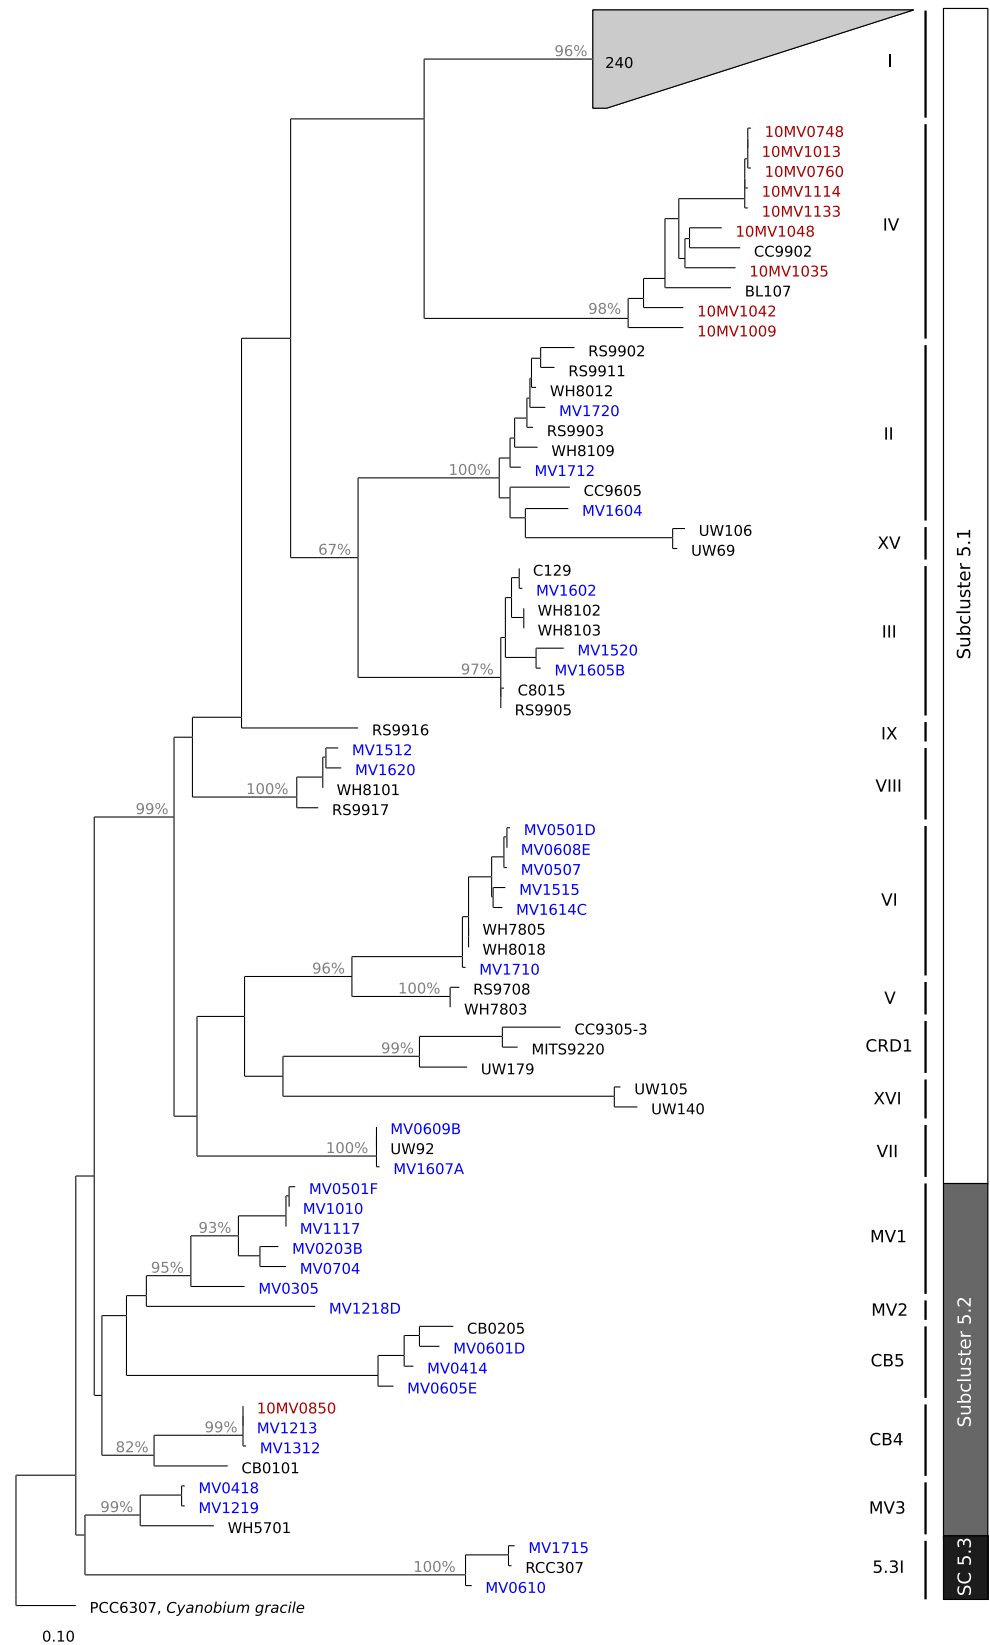 96%
240
I
10MV0748
10MV1013
10MV0760
10MV1114
10MV1133
10MV1048
CC9902
10MV1035
BL107
98%
10MV1042
10MV1009
IV
RS9902
RS9911
WH8012
MV1720
RS9903
WH8109
100%
MV1712
CC9605
MV1604
II
UW106
UW69
XV
67%
C129
MV1602
WH8102
WH8103
MV1520
97%
MV1605B
C8015
RS9905
III
RS9916
IX
MV1512
MV1620
100%
WH8101
RS9917
VIII
99%
MV0501D
MV0608E
MV0507
MV1515
MV1614C
WH7805
WH8018
96%
MV1710
VI
100%
RS9708
WH7803
V
CC9305-3
99%
MITS9220
UW179
CRD1
UW105
UW140
XVI
MV0609B
100%
UW92
MV1607A
VII
Subcluster 5.1
MV0501F
MV1010
93%
MV1117
MV0203B
95%
MV0704
MV0305
MV1
MV1218D
MV2
CB0205
MV0601D
MV0414
MV0605E
CB5
10MV0850
99%
MV1213
82%
MV1312
CB0101
CB4
MV0418
99%
MV1219
WH5701
MV3
Subcluster 5.2
MV1715
100%
RCC307
MV0610
5.3I
SC 5.3
PCC6307, Cyanobium gracile
0.10